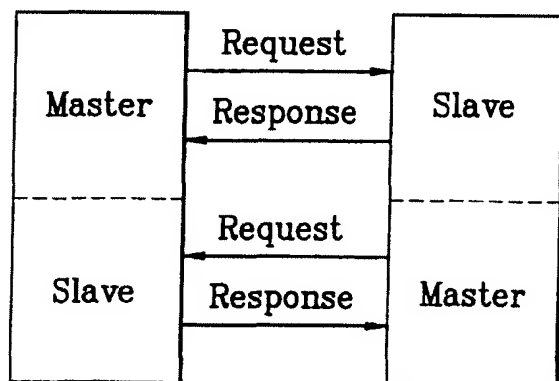 Request
Master
Response
Slave
Request
Slave
Response
Master